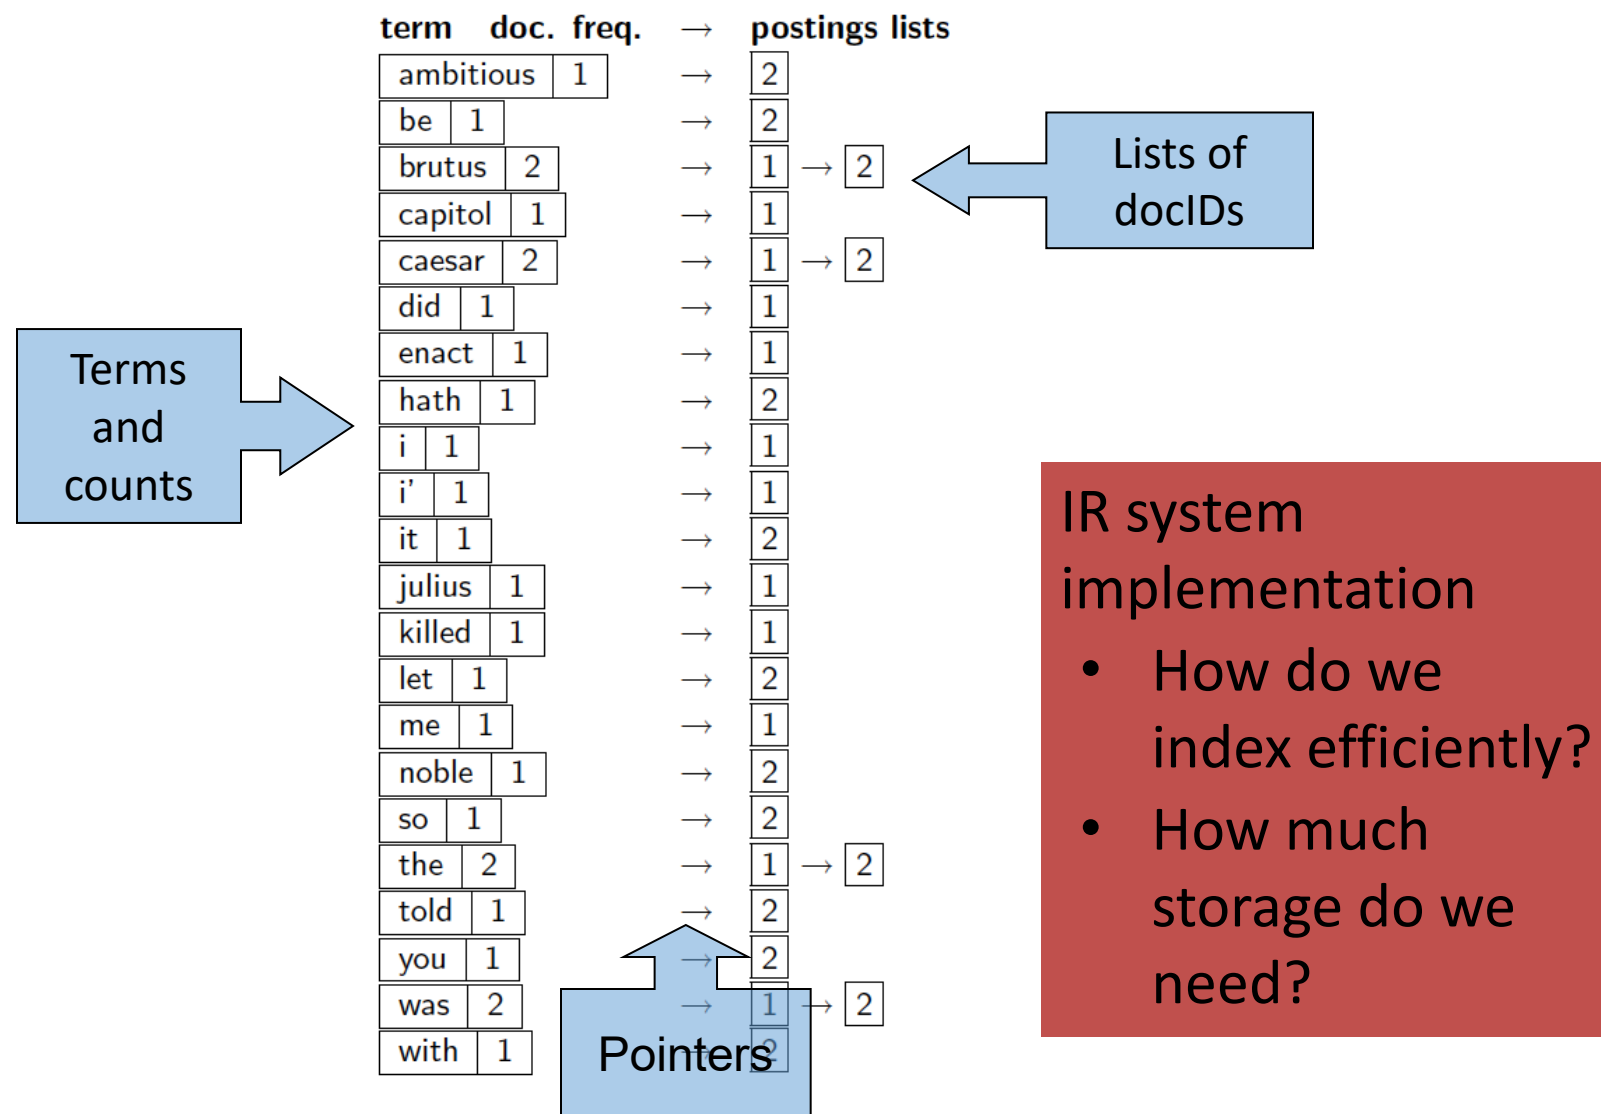 term doc. freq. → postings lists
ambitious 1 → 2
be 1 → 2
brutus 2 → 1 → 2
capitol 1 → 1
caesar 2 → 1 → 2
did 1 → 1
enact 1 → 1
hath 1 → 2
i 1 → 1
i' 1 → 1
it 1 → 2
julius 1 → 1
killed 1 → 1
let 1 → 2
me 1 → 1
noble 1 → 2
so 1 → 2
the 2 → 1 → 2
told 1 → 2
you 1 → 2
was 2 → 1 → 2
with 1 → 2
Terms
and
counts
Lists of
docIDs
Pointers
IR system
implementation
• How do we
index efficiently?
• How much
storage do we
need?